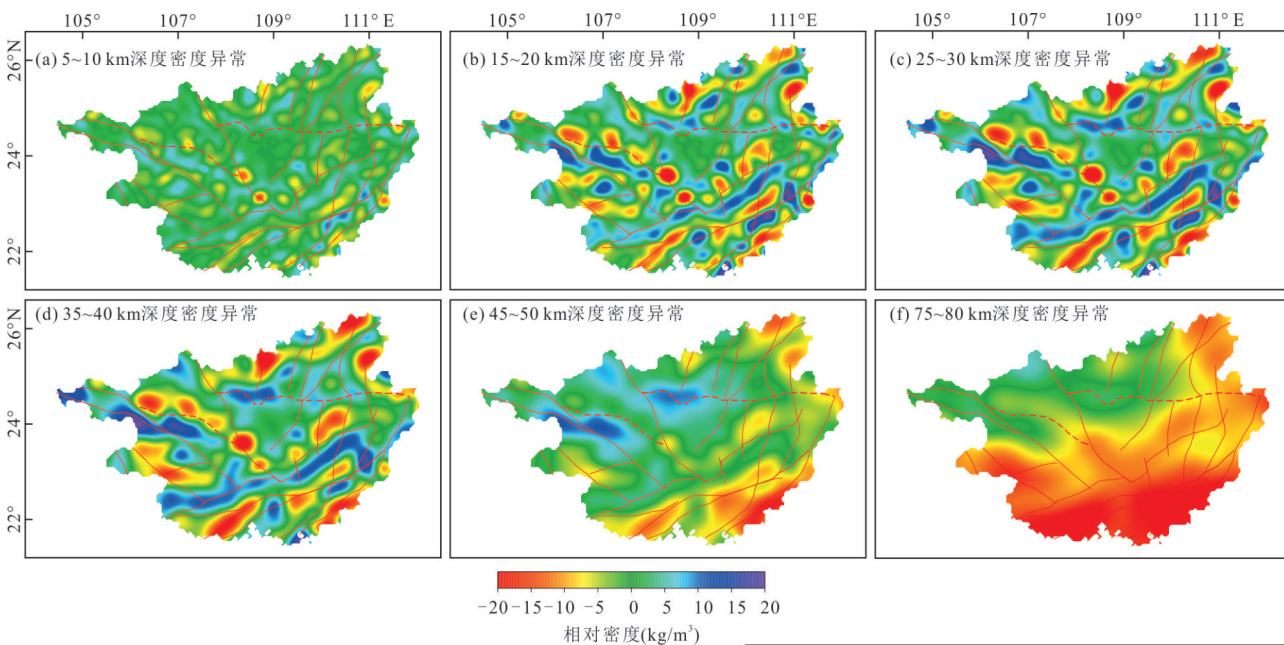 105° 107° 109° 111° E 105° 107° 109° 111° E 105° 107° 109° 111° E
26°N
24°
22°
(a) 5~10 km深度密度异常
(b) 15~20 km深度密度异常
(c) 25~30 km深度密度异常
26°N
24°
22°
(d) 35~40 km深度密度异常
(e) 45~50 km深度密度异常
(f) 75~80 km深度密度异常
−20 −15 −10 −5 0 5 10 15 20
相对密度(kg/m³)